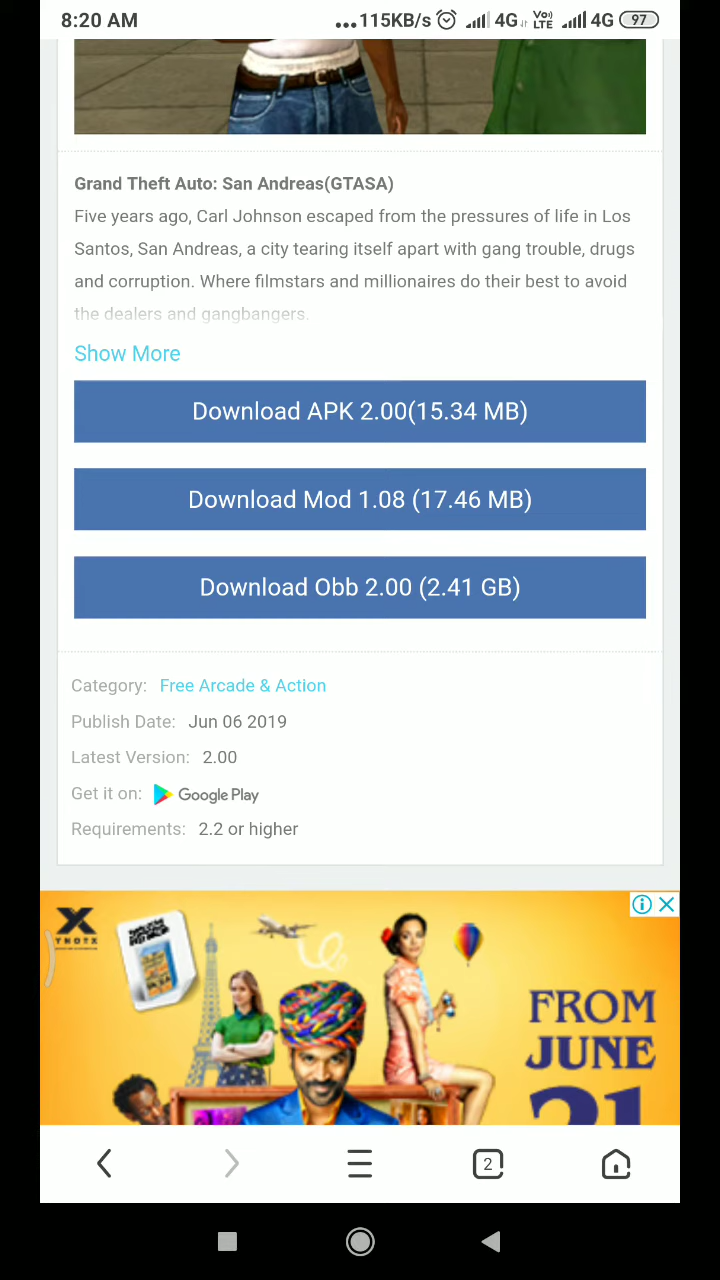 8:20 AM ...115KB/s 4G Vo) LTE 4G 97
Grand Theft Auto: San Andreas(GTASA)
Five years ago, Carl Johnson escaped from the pressures of life in Los
Santos, San Andreas, a city tearing itself apart with gang trouble, drugs
and corruption. Where filmstars and millionaires do their best to avoid
the dealers and gangbangers.
Show More
Download APK 2.00(15.34 MB)
Download Mod 1.08 (17.46 MB)
Download Obb 2.00 (2.41 GB)
Category: Free Arcade & Action
Publish Date: Jun 06 2019
Latest Version: 2.00
Get it on: Google Play
Requirements: 2.2 or higher
YNOTX
FROM
JUNE
21
2